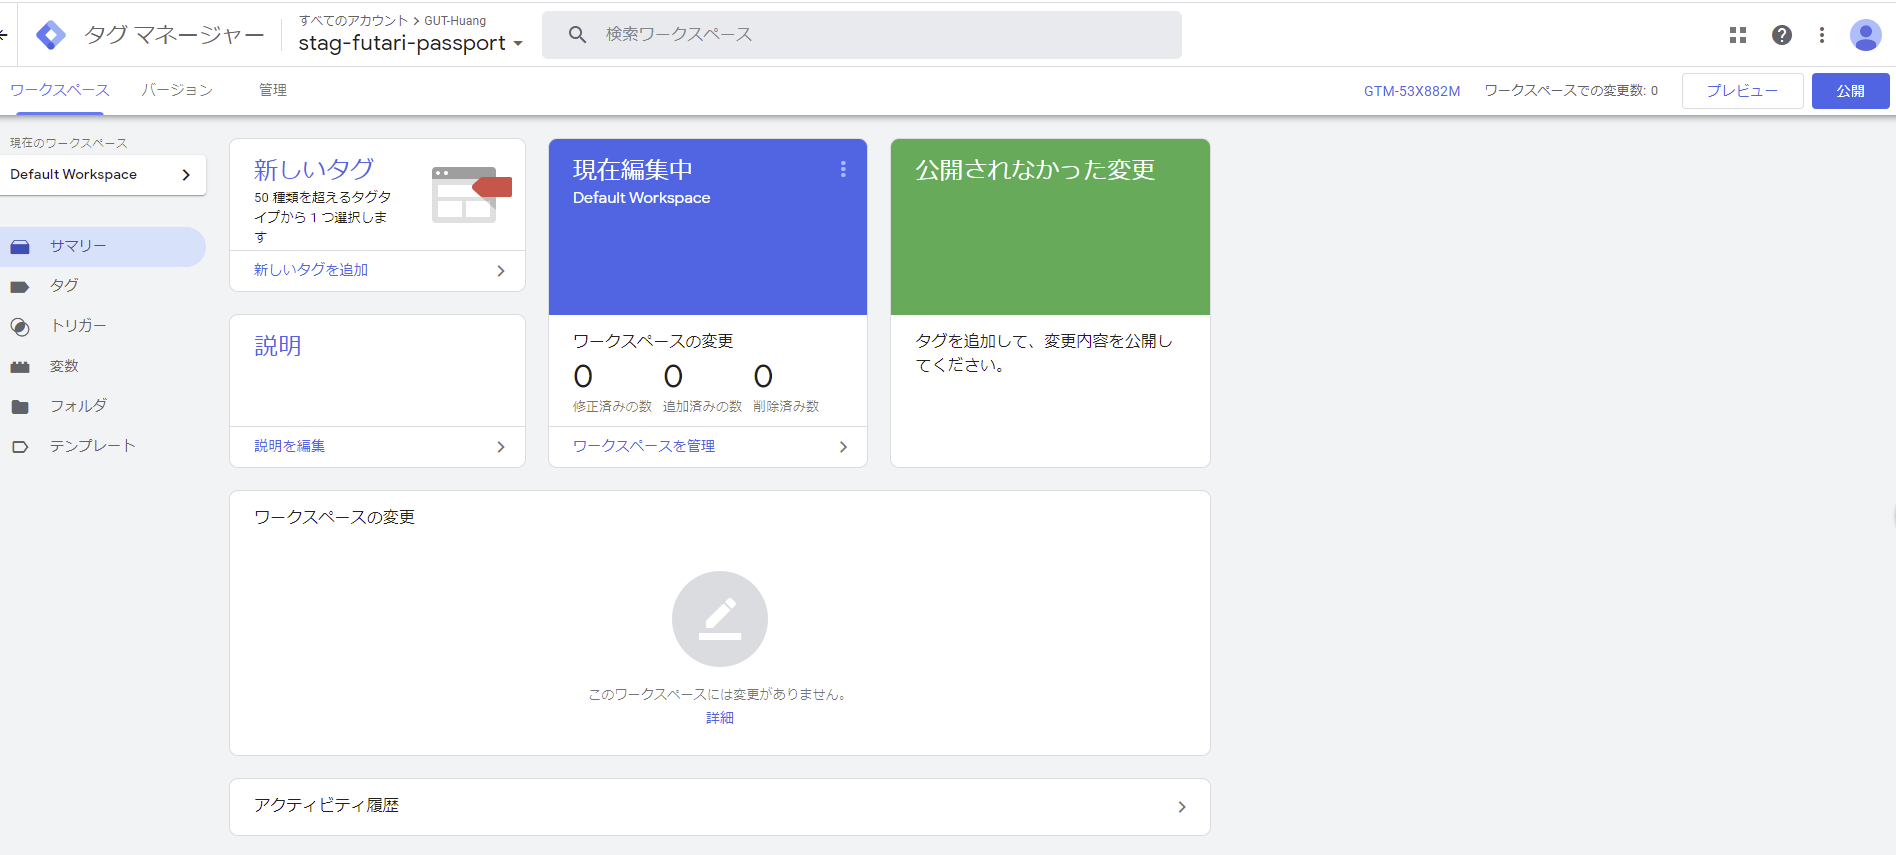 タグ マネージャー
すべてのアカウント > GUT-Huang
stag-futari-passport
検索ワークスペース
ワークスペース バージョン 管理
GTM-53X882M ワークスペースでの変更数: 0 プレビュー 公開
現在のワークスペース
Default Workspace
サマリー
タグ
トリガー
変数
フォルダ
テンプレート
新しいタグ
50 種類を超えるタグタ
イプから 1 つ選択しま
す
新しいタグを追加
説明
説明を編集
現在編集中
Default Workspace
ワークスペースの変更
0 0 0
修正済みの数 追加済みの数 削除済み数
ワークスペースを管理
公開されなかった変更
タグを追加して、変更内容を公開し
てください。
ワークスペースの変更
このワークスペースには変更がありません。
詳細
アクティビティ履歴